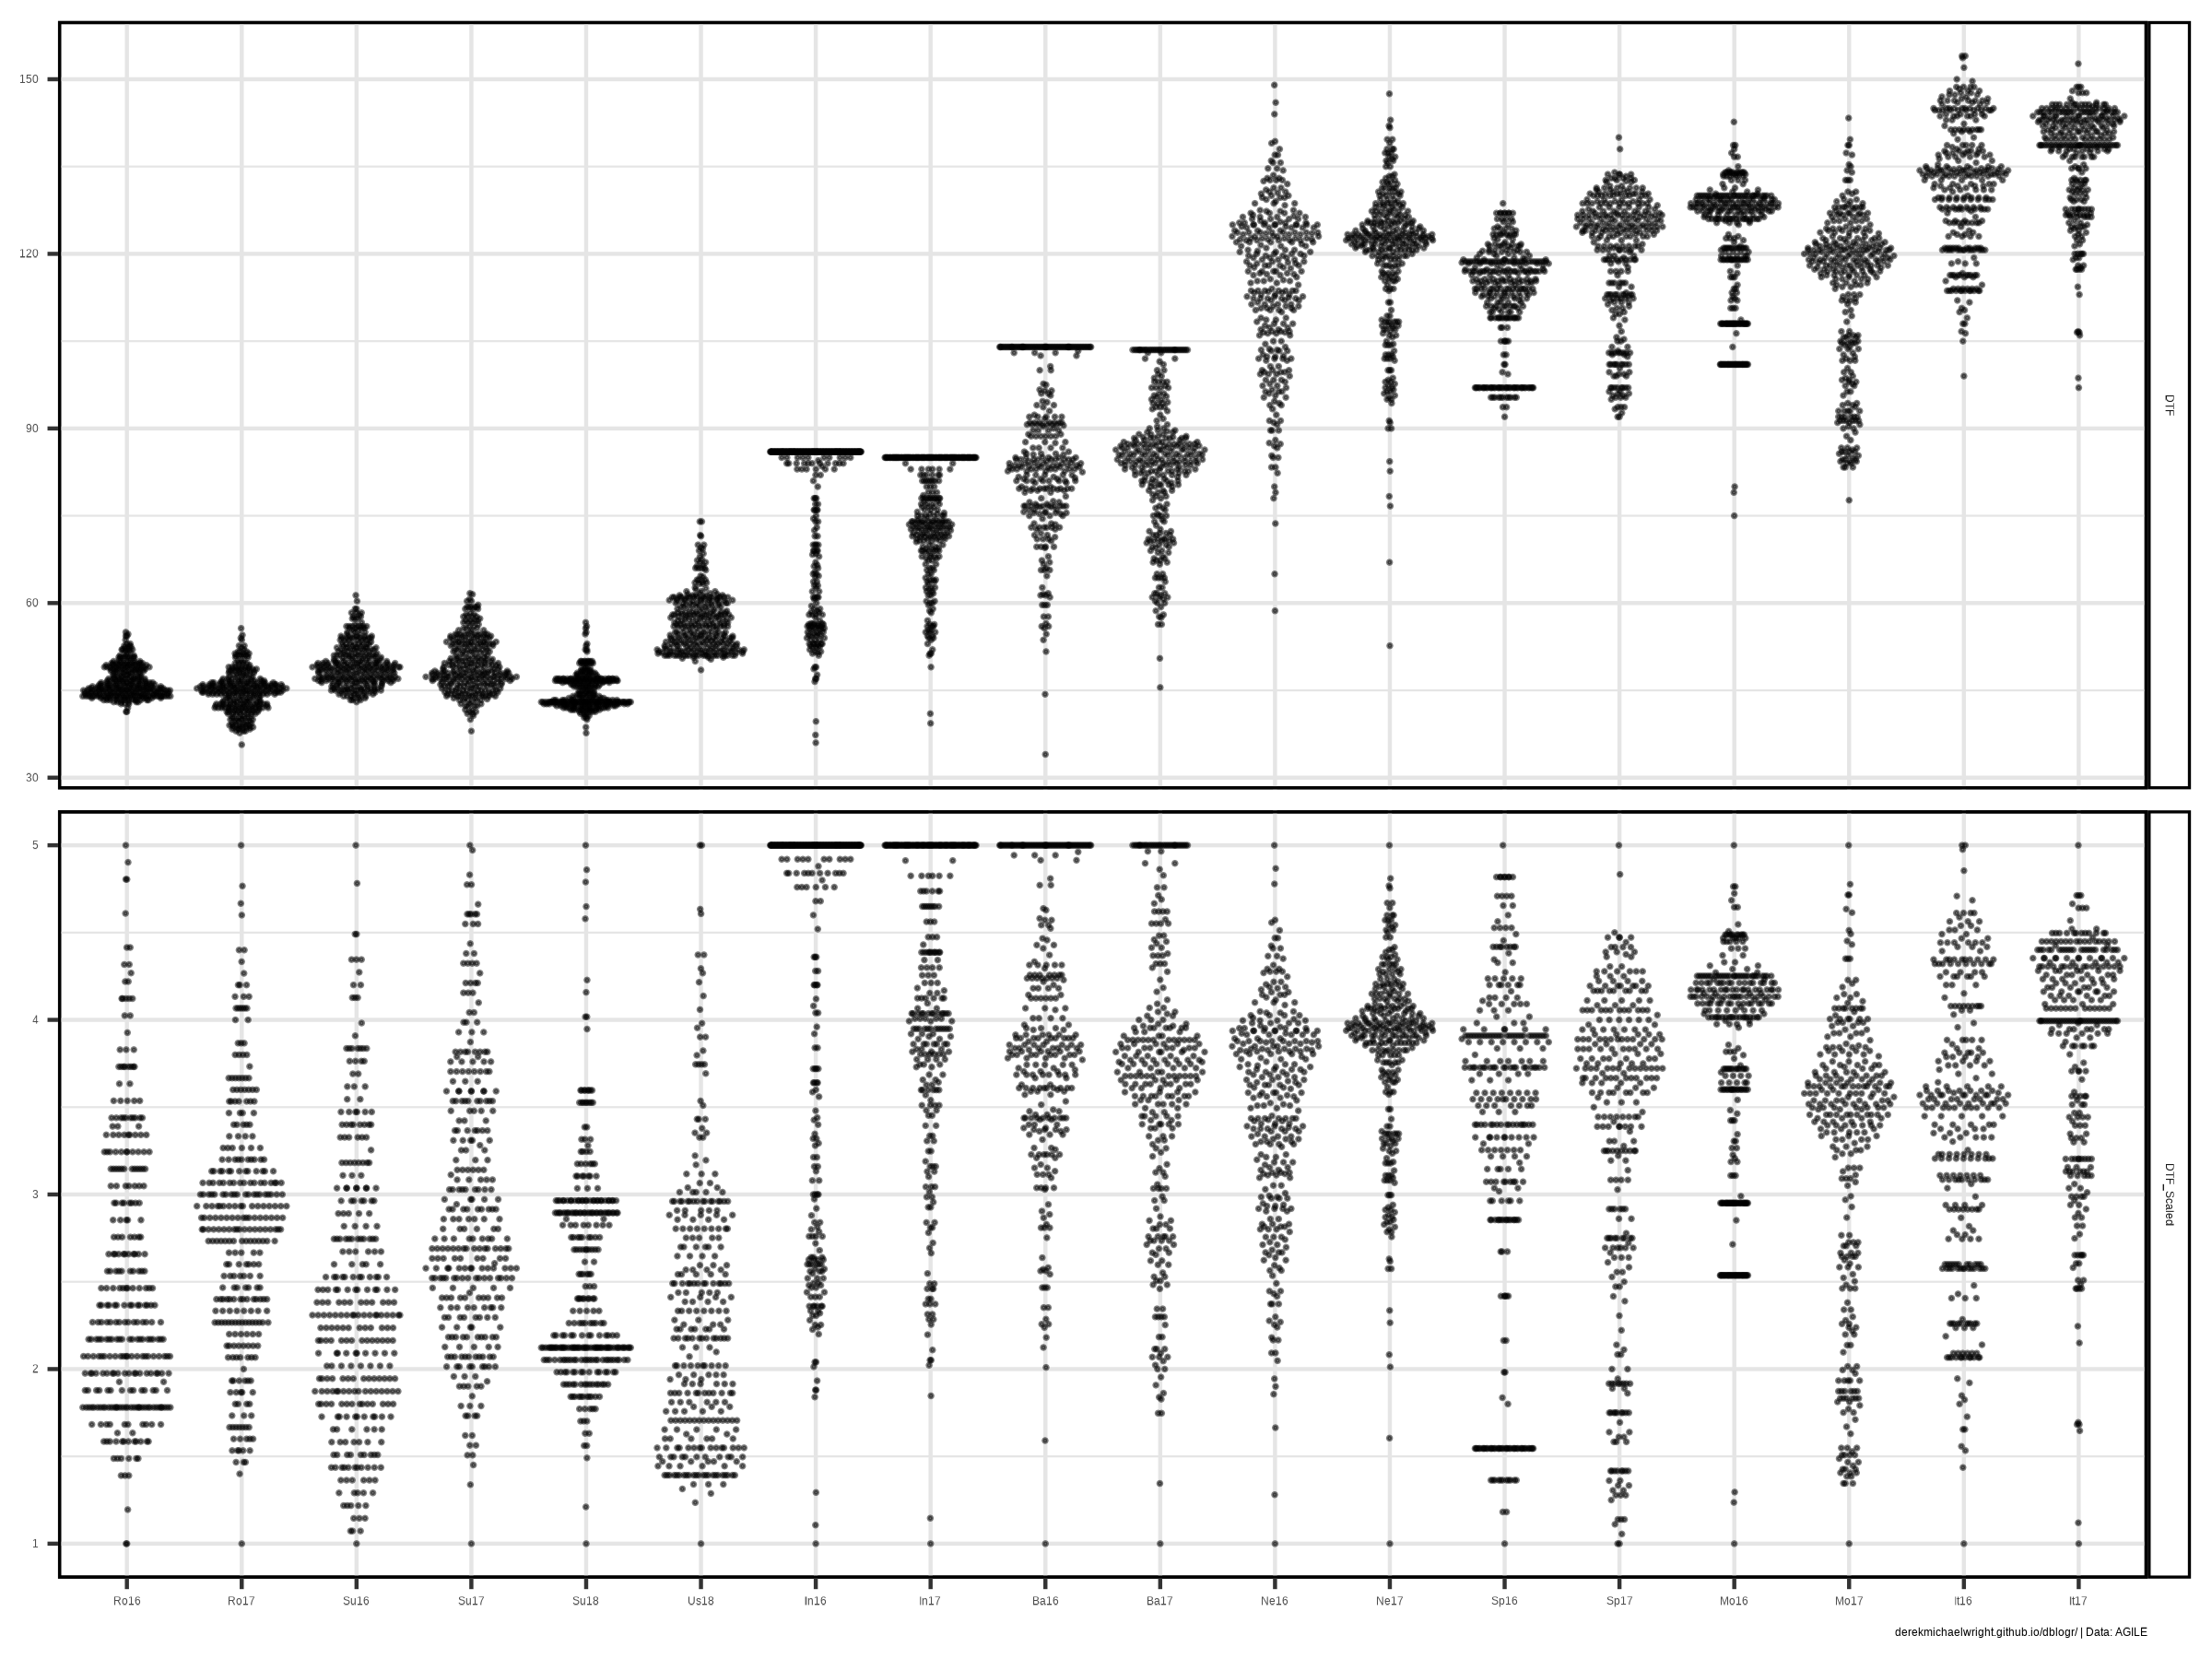 150
120
90
60
30
DTF
5
4
3
2
1
DTF_Scaled
Ro16 Ro17 Su16 Su17 Su18 Us18 In16 In17 Ba16 Ba17 Ne16 Ne17 Sp16 Sp17 Mo16 Mo17 It16 It17
derekmichaelwright.github.io/dblogr/ | Data: AGILE